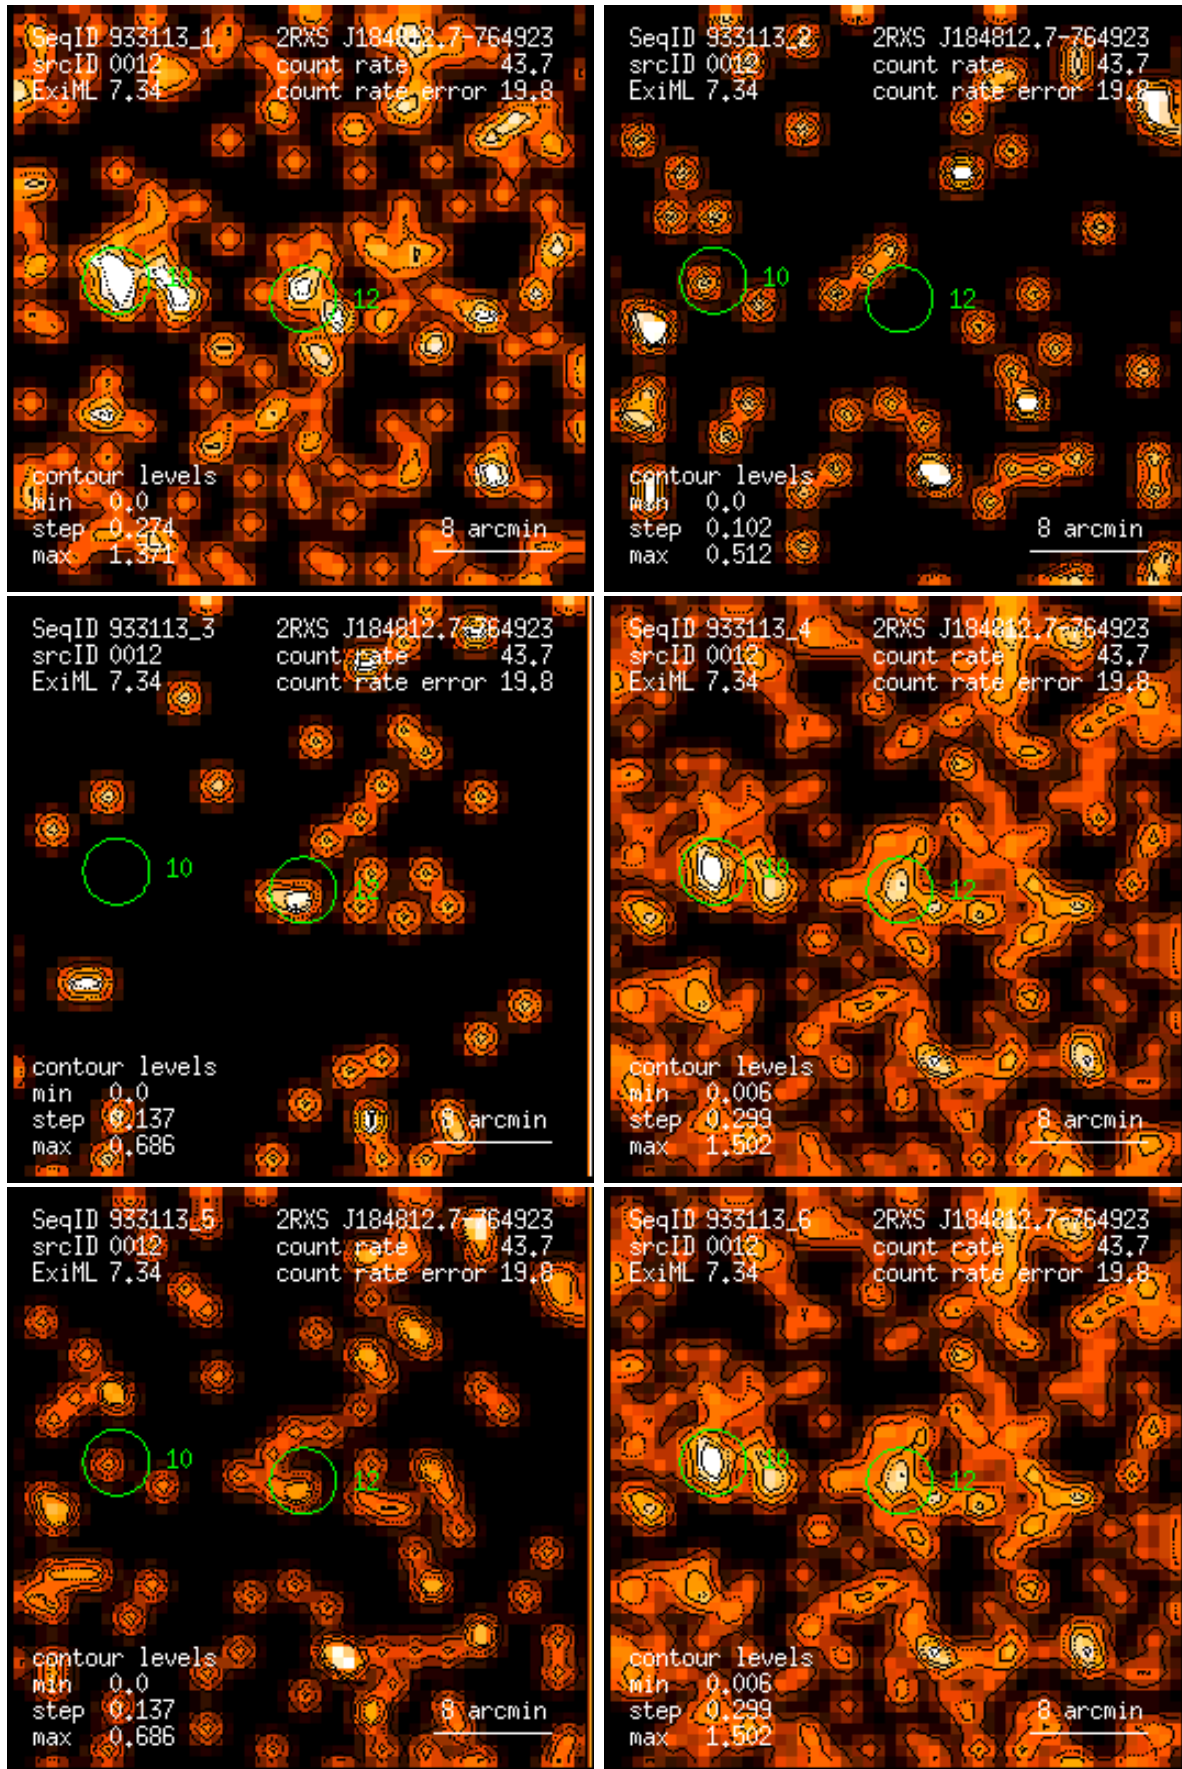 SeqID 933113_1 2RXS J184812.7-764923
srcID 0012 count rate 43.7
ExiML 7.34 count rate error 19.8
10
12
contour levels
min 0.0
step 0.274 8 arcmin
max 1.371
SeqID 933113_2 2RXS J184812.7-764923
srcID 0012 count rate 43.7
ExiML 7.34 count rate error 19.8
10
12
contour levels
min 0.0
step 0.102 8 arcmin
max 0.512
SeqID 933113_3 2RXS J184812.7-764923
srcID 0012 count rate 43.7
ExiML 7.34 count rate error 19.8
10
12
contour levels
min 0.0
step 0.137 8 arcmin
max 0.686
SeqID 933113_4 2RXS J184812.7-764923
srcID 0012 count rate 43.7
ExiML 7.34 count rate error 19.8
10
12
contour levels
min 0.006
step 0.299 8 arcmin
max 1.502
SeqID 933113_5 2RXS J184812.7-764923
srcID 0012 count rate 43.7
ExiML 7.34 count rate error 19.8
10
12
contour levels
min 0.0
step 0.137 8 arcmin
max 0.686
SeqID 933113_6 2RXS J184812.7-764923
srcID 0012 count rate 43.7
ExiML 7.34 count rate error 19.8
10
12
contour levels
min 0.006
step 0.299 8 arcmin
max 1.502